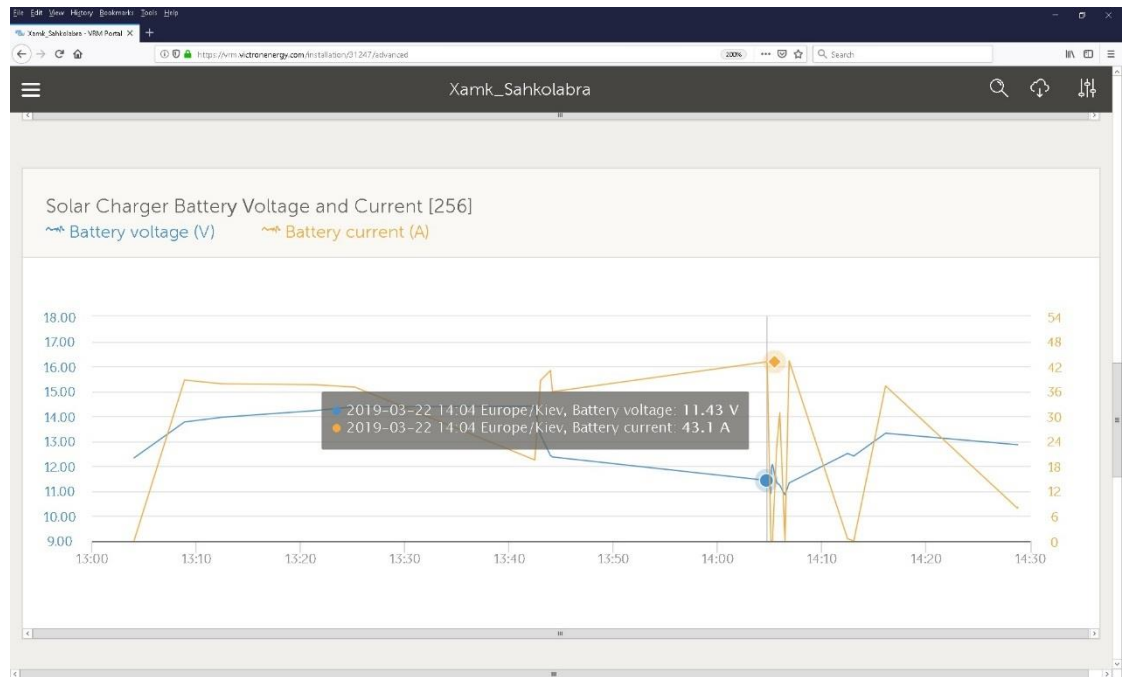 File Edit View History Bookmarks Tools Help
Xamk_Sahkolabra - VRM Portal
https://vrm.victronenergy.com/installation/31247/advanced 200% Search
Xamk_Sahkolabra
Solar Charger Battery Voltage and Current [256]
Battery voltage (V) Battery current (A)
18.00 54
17.00 48
16.00 42
15.00 36
14.00 30
13.00 24
12.00 18
11.00 12
10.00 6
9.00 0
2019-03-22 14:04 Europe/Kiev, Battery voltage: 11.43 V
2019-03-22 14:04 Europe/Kiev, Battery current: 43.1 A
13:00 13:10 13:20 13:30 13:40 13:50 14:00 14:10 14:20 14:30